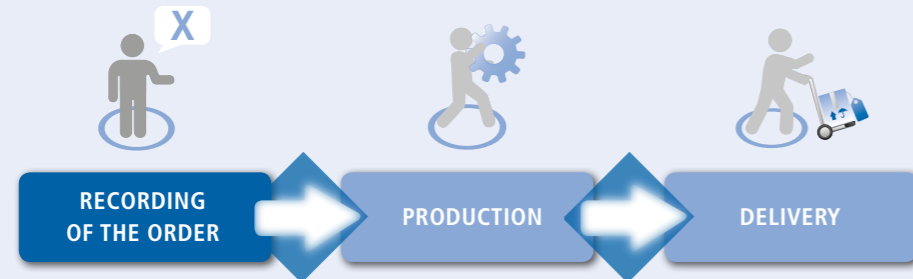 X
RECORDING
OF THE ORDER
PRODUCTION
DELIVERY